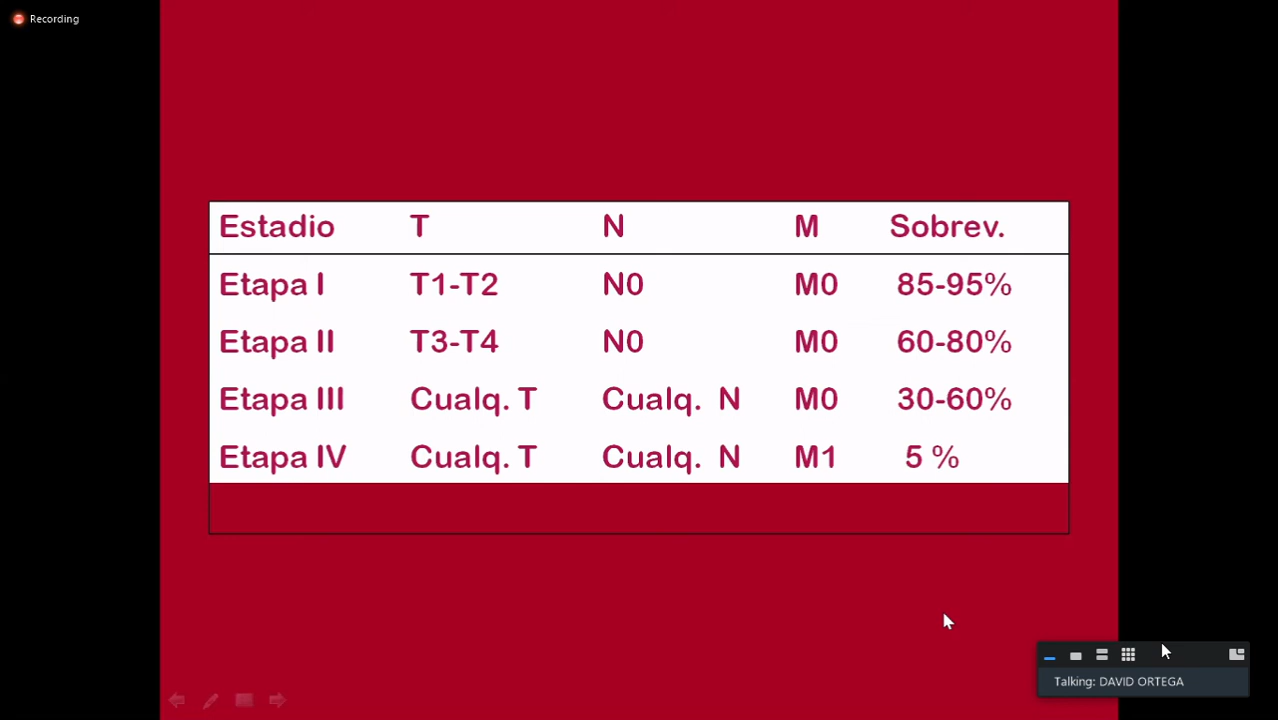 Recording
Estadio T N M Sobrev.
Etapa I T1-T2 N0 M0 85-95%
Etapa II T3-T4 N0 M0 60-80%
Etapa III Cualq. T Cualq. N M0 30-60%
Etapa IV Cualq. T Cualq. N M1 5 %
Talking: DAVID ORTEGA